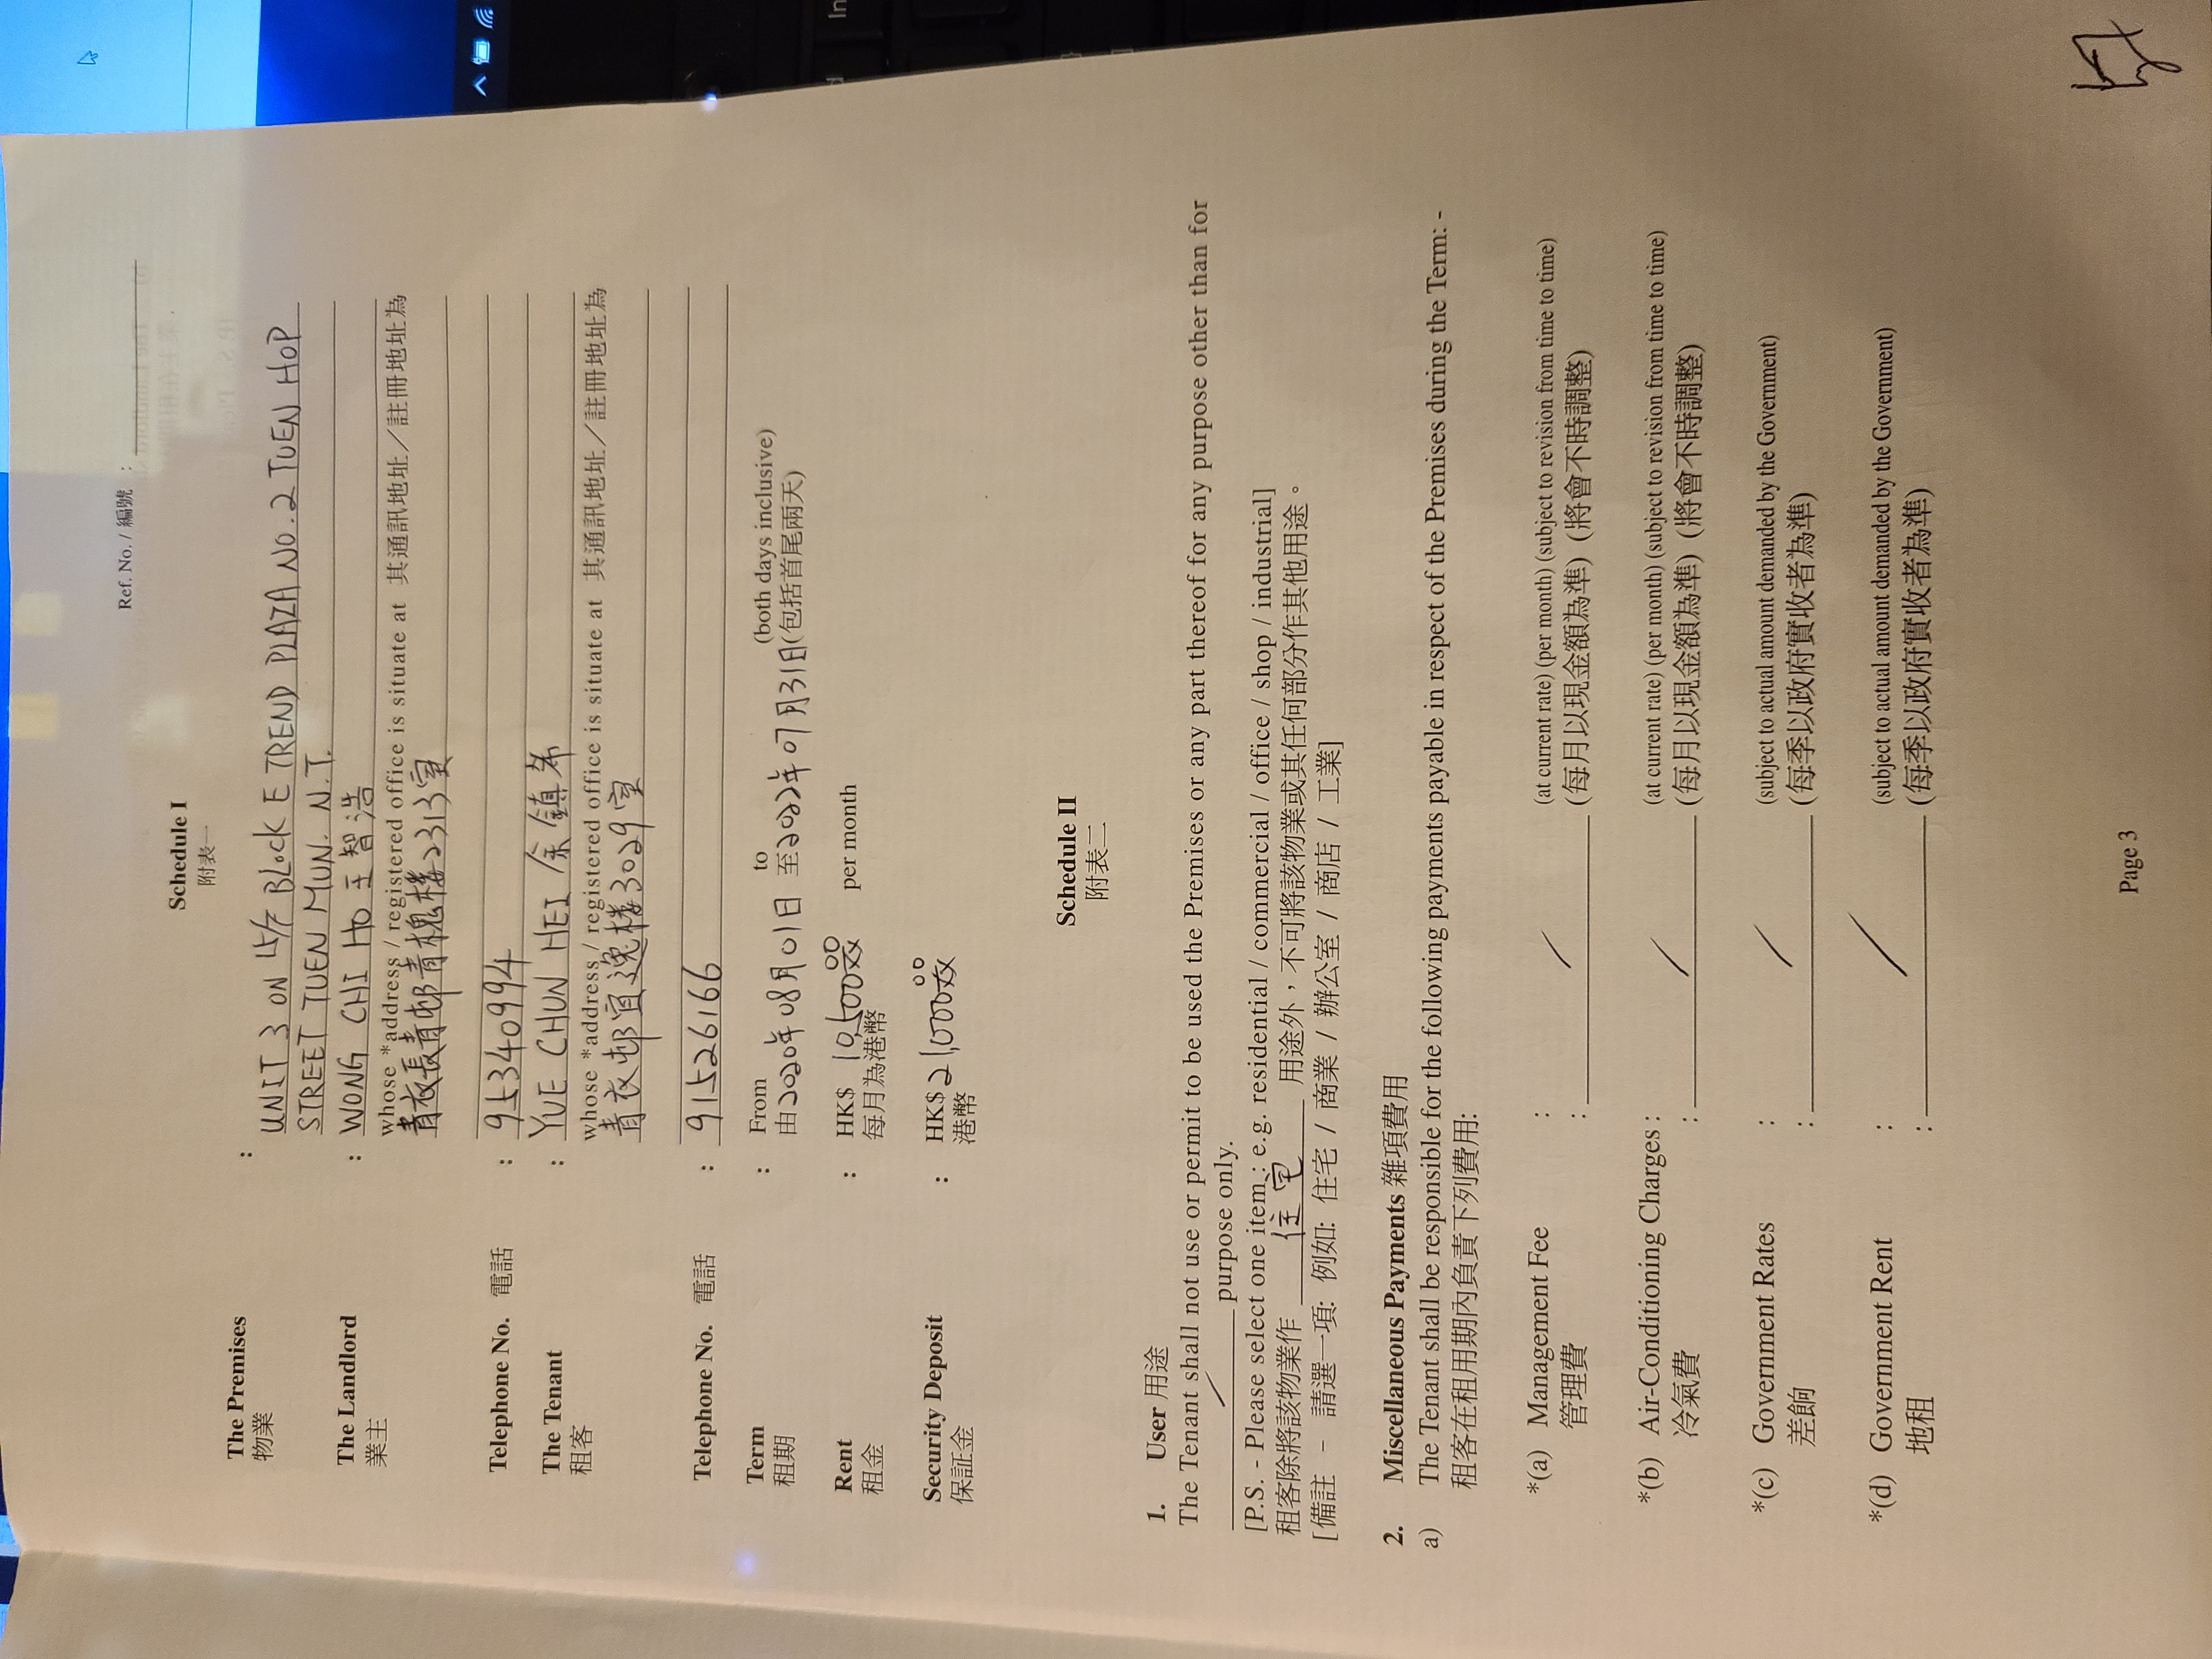 Ref. No. / 編號 :
Schedule I
附表一
The Premises : UNIT 3 ON 15/F BLOCK E TREND PLAZA NO. 2 TUEN HOP
物業 STREET TUEN MUN. N.T.
The Landlord : WONG CHI HO 王智浩
業主 whose *address / registered office is situate at 其通訊地址／註冊地址為
青衣長青邨青槐樓2313室
Telephone No. 電話 : 95340994
The Tenant : YUE CHUN HEI 余鎮希
租客 whose *address / registered office is situate at 其通訊地址／註冊地址為
青衣邨宜逸樓3029室
Telephone No. 電話 : 91526166
Term : From to (both days inclusive)
租期 由2020年08月01日 至2022年07月31日(包括首尾兩天)
Rent : HK$ 10,500 per month
租金 每月為港幣
Security Deposit : HK$ 21,000
保証金 港幣
Schedule II
附表二
1. User 用途
The Tenant shall not use or permit to be used the Premises or any part thereof for any purpose other than for
purpose only.
[P.S. - Please select one item : e.g. residential / commercial / office / shop / industrial]
租客除將該物業作 住宅 用途外，不可將該物業或其任何部分作其他用途。
[備註 － 請選一項: 例如: 住宅 / 商業 / 辦公室 / 商店 / 工業]
2. Miscellaneous Payments 雜項費用
a) The Tenant shall be responsible for the following payments payable in respect of the Premises during the Term: -
租客在租用期內負責下列費用:
*(a) Management Fee : (at current rate) (per month) (subject to revision from time to time)
管理費 : (每月以現金額為準) (將會不時調整)
*(b) Air-Conditioning Charges : (at current rate) (per month) (subject to revision from time to time)
冷氣費 : (每月以現金額為準) (將會不時調整)
*(c) Government Rates : (subject to actual amount demanded by the Government)
差餉 : (每季以政府實收者為準)
*(d) Government Rent : (subject to actual amount demanded by the Government)
地租 : (每季以政府實收者為準)
Page 3